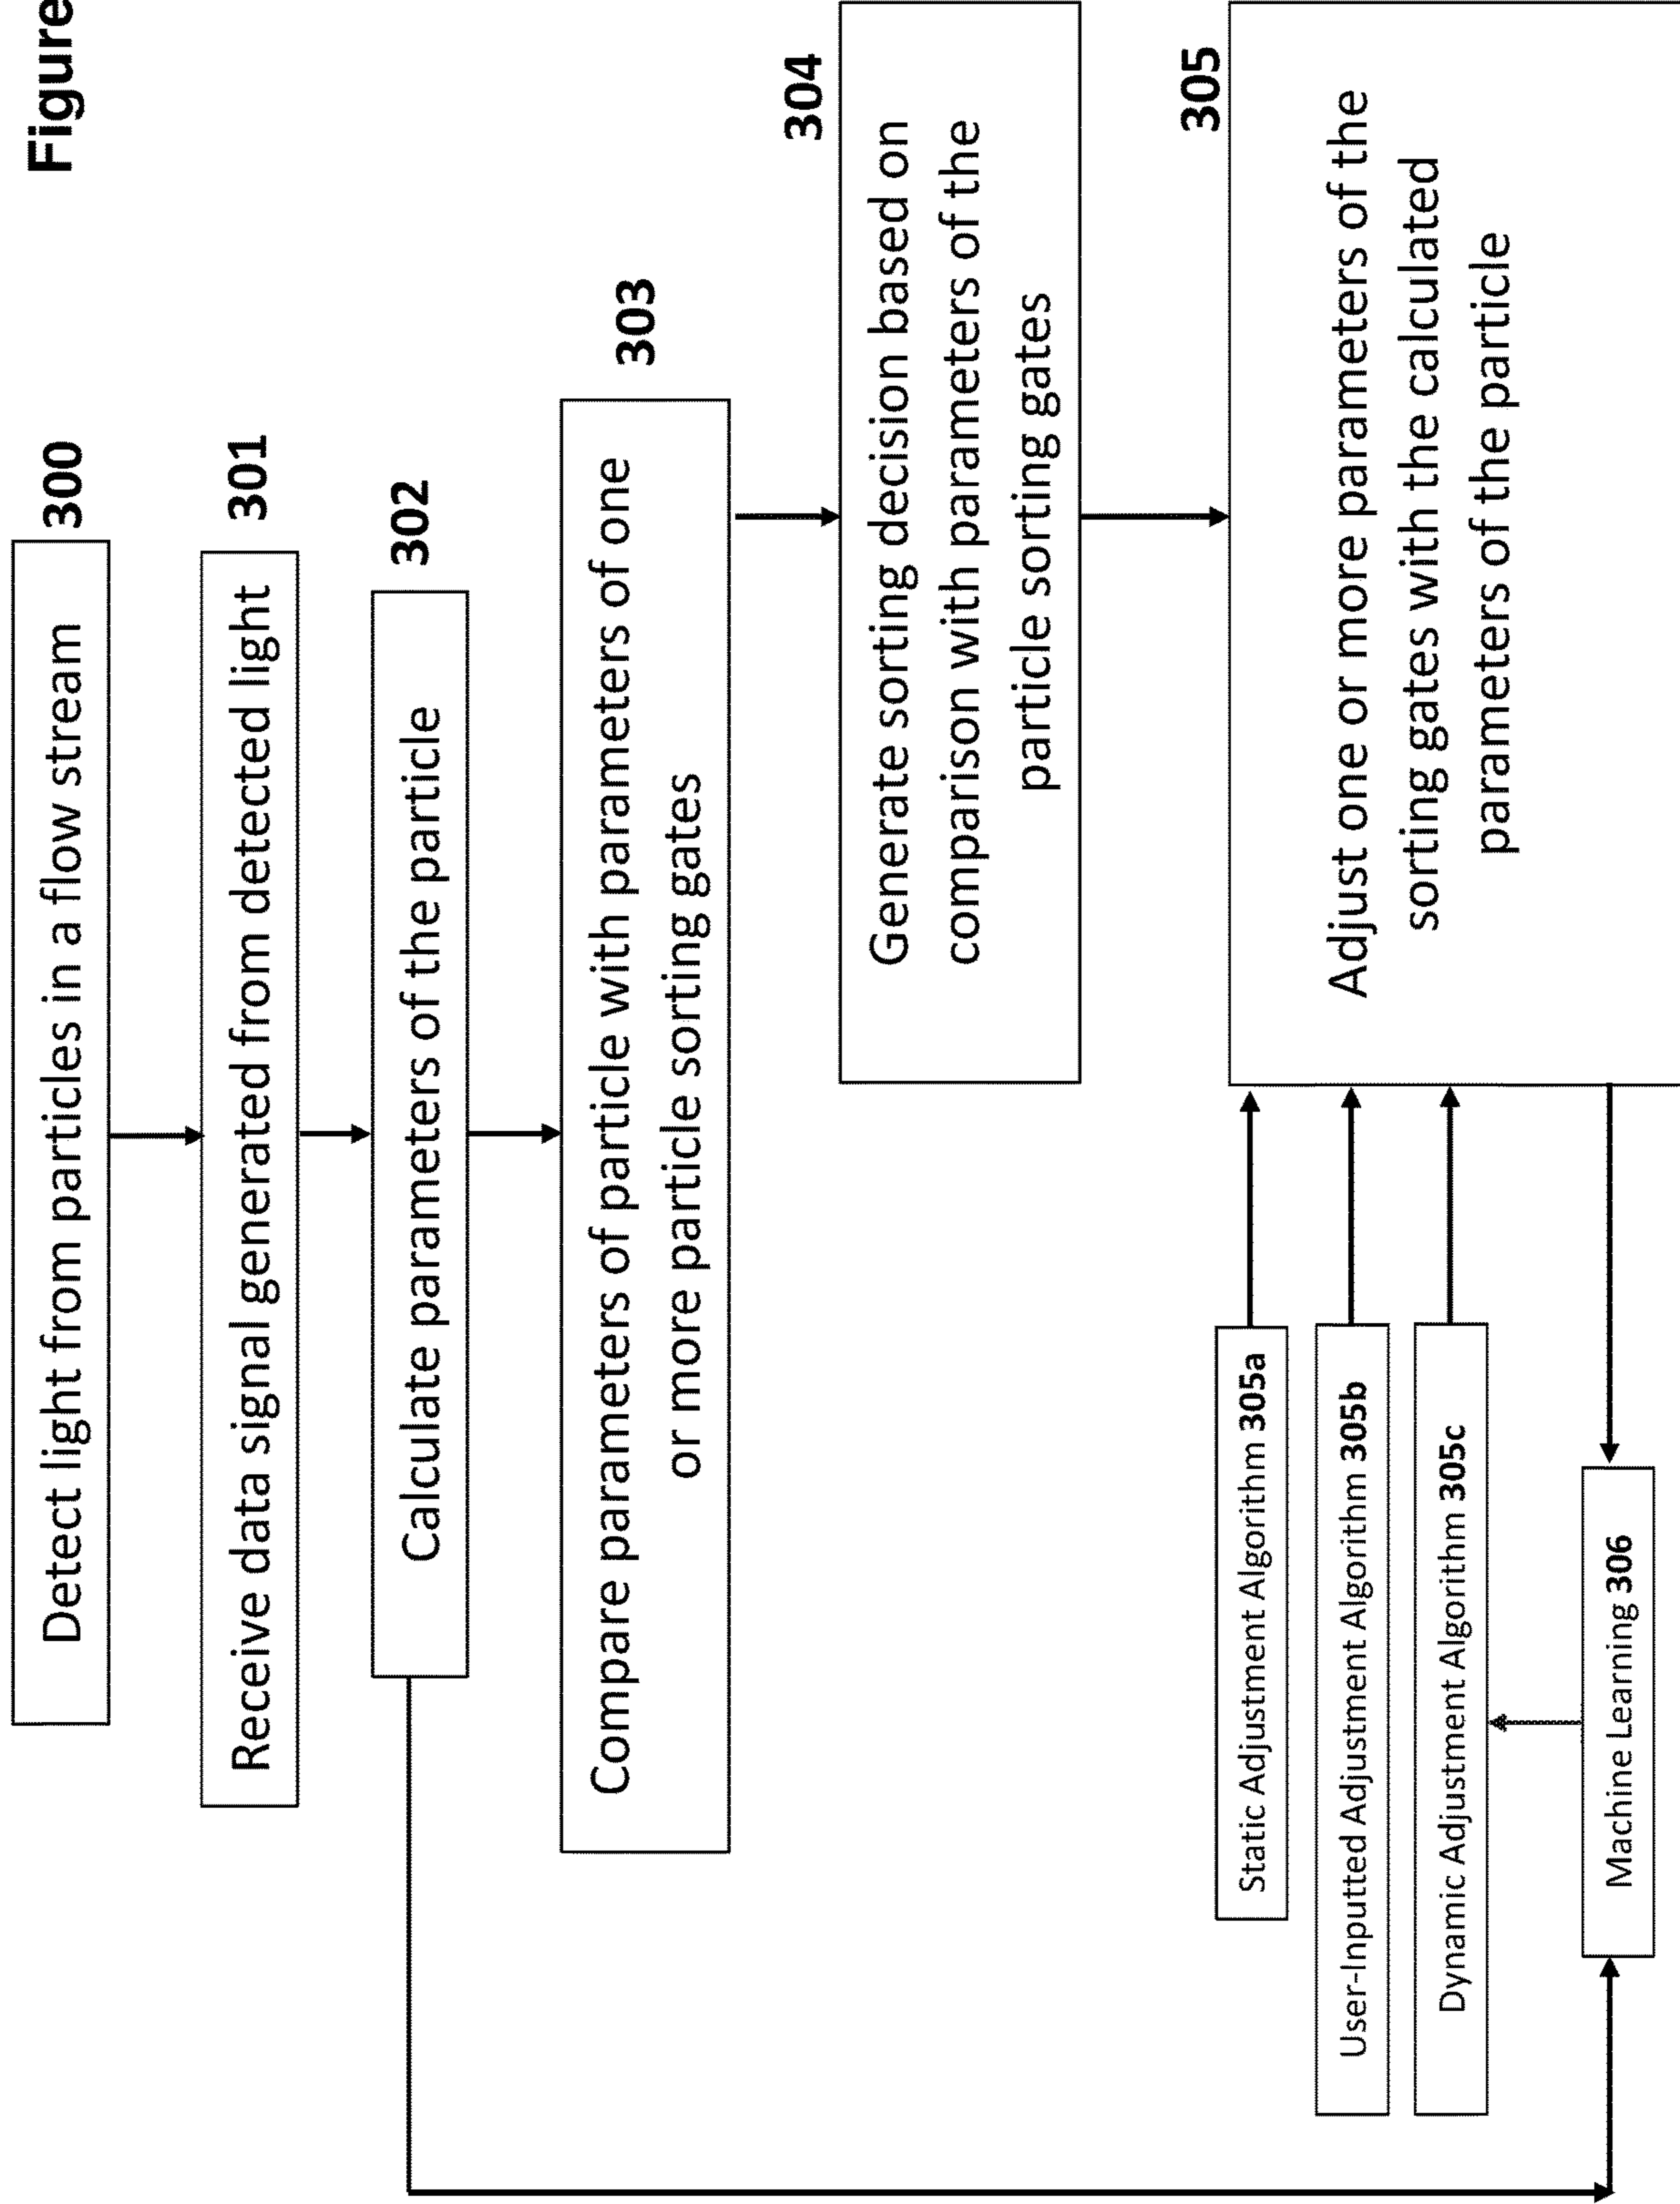 Figure
Detect light from particles in a flow stream
300
Receive data signal generated from detected light
301
Calculate parameters of the particle
302
Compare parameters of particle with parameters of one
or more particle sorting gates
303
Generate sorting decision based on
comparison with parameters of the
particle sorting gates
304
Adjust one or more parameters of the
sorting gates with the calculated
parameters of the particle
305
Static Adjustment Algorithm 305a
User-Inputted Adjustment Algorithm 305b
Dynamic Adjustment Algorithm 305c
Machine Learning 306